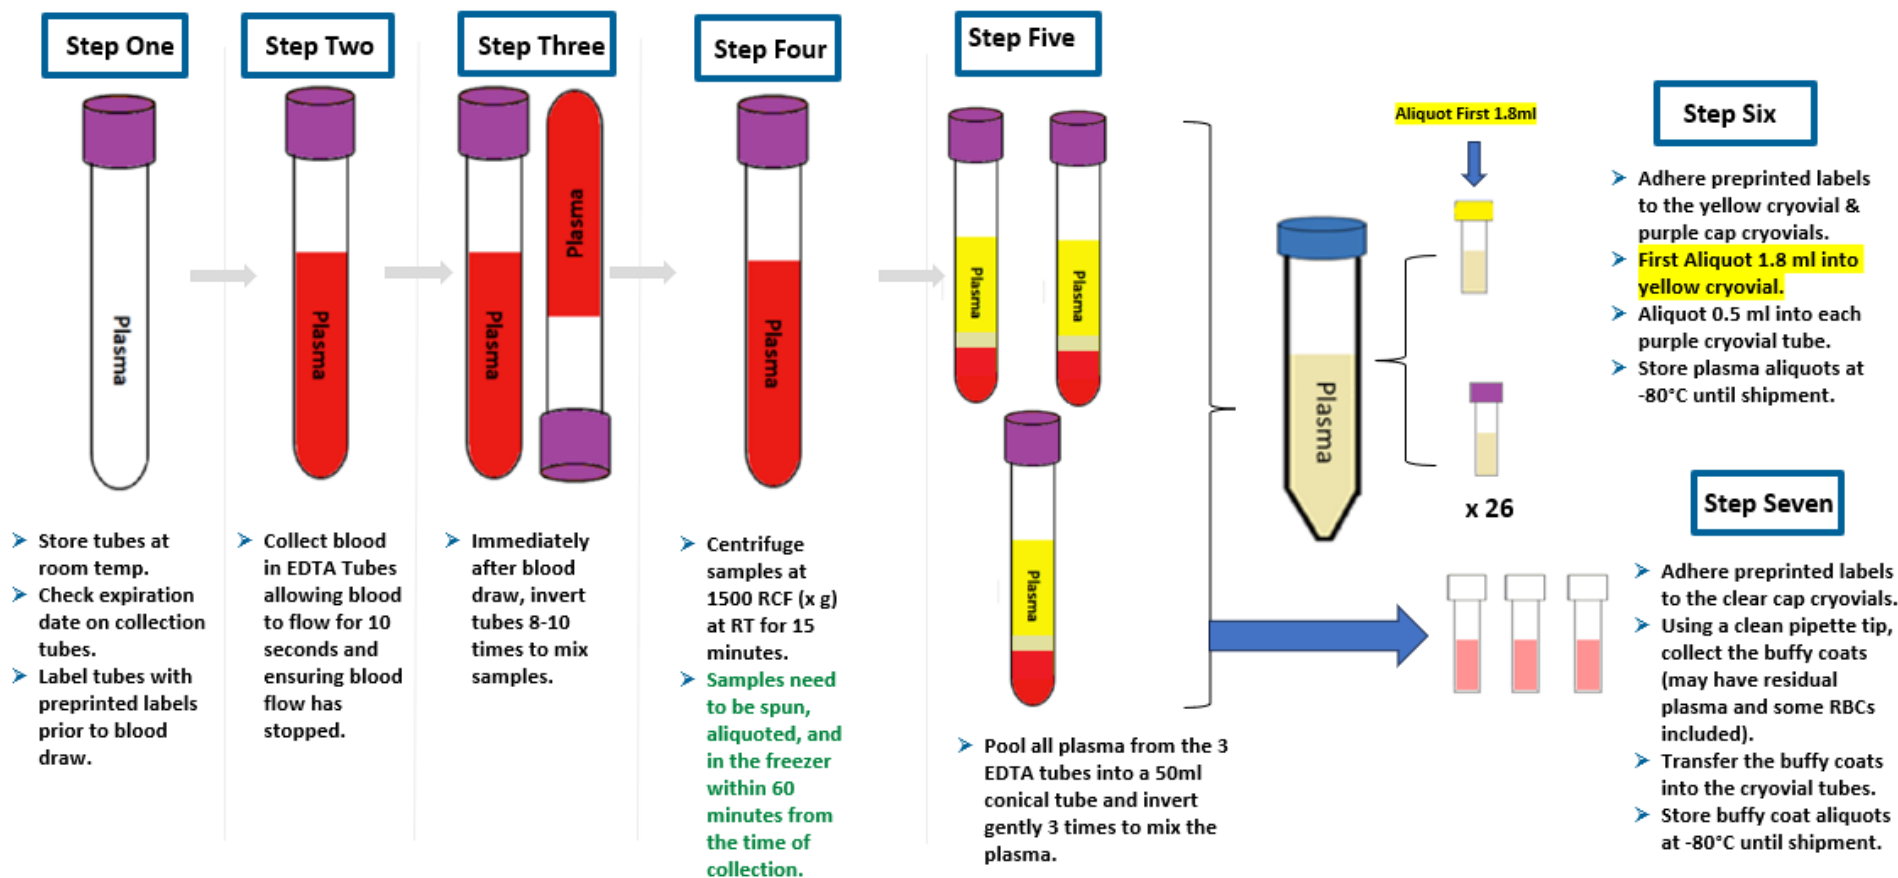 Step One
Plasma
➢ Store tubes at
room temp.
➢ Check expiration
date on collection
tubes.
➢ Label tubes with
preprinted labels
prior to blood
draw.
Step Two
Plasma
➢ Collect blood
in EDTA Tubes
allowing blood
to flow for 10
seconds and
ensuring blood
flow has
stopped.
Step Three
Plasma
Plasma
➢ Immediately
after blood
draw, invert
tubes 8-10
times to mix
samples.
Step Four
Plasma
➢ Centrifuge
samples at
1500 RCF (x g)
at RT for 15
minutes.
➢ Samples need
to be spun,
aliquoted, and
in the freezer
within 60
minutes from
the time of
collection.
Step Five
Plasma
Plasma
Plasma
➢ Pool all plasma from the 3
EDTA tubes into a 50ml
conical tube and invert
gently 3 times to mix the
plasma.
Plasma
Aliquot First 1.8ml
x 26
Step Six
➢ Adhere preprinted labels
to the yellow cryovial &
purple cap cryovials.
➢ First Aliquot 1.8 ml into
yellow cryovial.
➢ Aliquot 0.5 ml into each
purple cryovial tube.
➢ Store plasma aliquots at
-80°C until shipment.
Step Seven
➢ Adhere preprinted labels
to the clear cap cryovials.
➢ Using a clean pipette tip,
collect the buffy coats
(may have residual
plasma and some RBCs
included).
➢ Transfer the buffy coats
into the cryovial tubes.
➢ Store buffy coat aliquots
at -80°C until shipment.